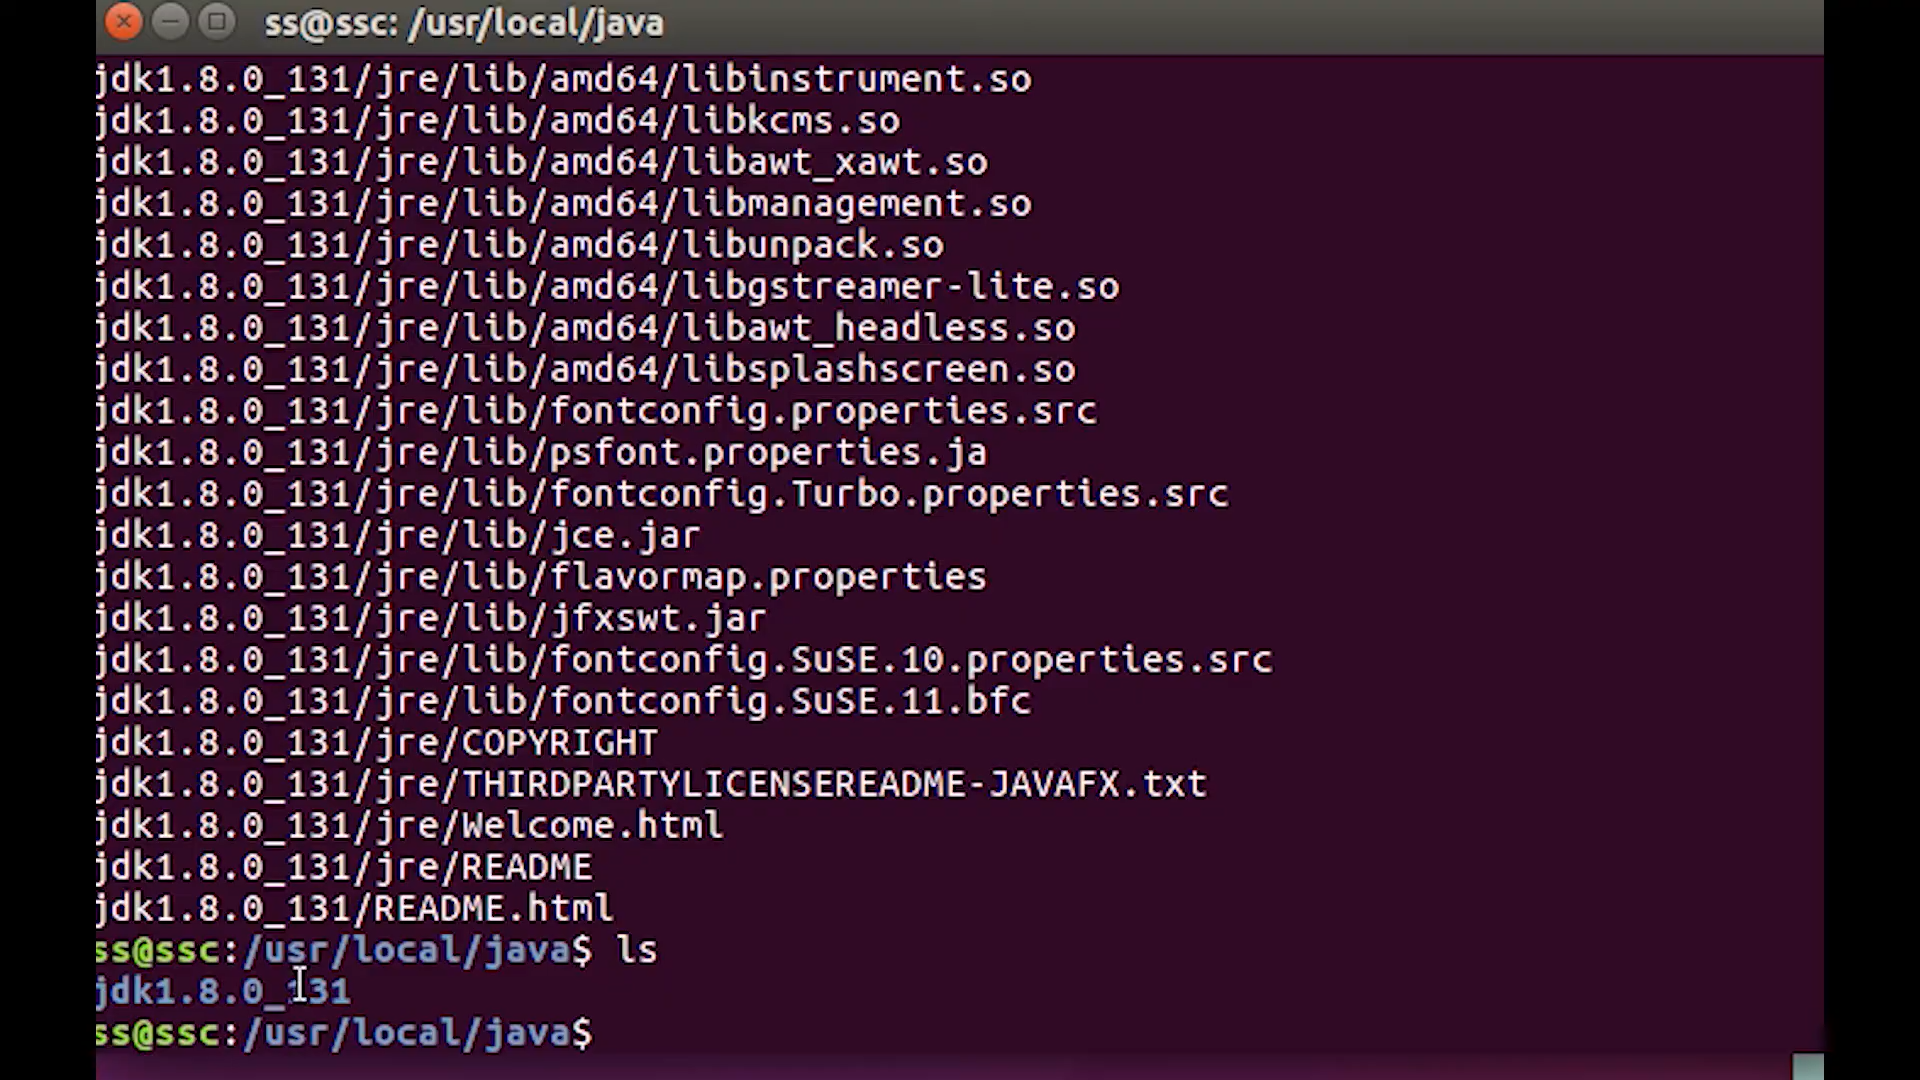 ss@ssc: /usr/local/java
jdk1.8.0_131/jre/lib/amd64/libinstrument.so
jdk1.8.0_131/jre/lib/amd64/libkcms.so
jdk1.8.0_131/jre/lib/amd64/libawt_xawt.so
jdk1.8.0_131/jre/lib/amd64/libmanagement.so
jdk1.8.0_131/jre/lib/amd64/libunpack.so
jdk1.8.0_131/jre/lib/amd64/libgstreamer-lite.so
jdk1.8.0_131/jre/lib/amd64/libawt_headless.so
jdk1.8.0_131/jre/lib/amd64/libsplashscreen.so
jdk1.8.0_131/jre/lib/fontconfig.properties.src
jdk1.8.0_131/jre/lib/psfont.properties.ja
jdk1.8.0_131/jre/lib/fontconfig.Turbo.properties.src
jdk1.8.0_131/jre/lib/jce.jar
jdk1.8.0_131/jre/lib/flavormap.properties
jdk1.8.0_131/jre/lib/jfxswt.jar
jdk1.8.0_131/jre/lib/fontconfig.SuSE.10.properties.src
jdk1.8.0_131/jre/lib/fontconfig.SuSE.11.bfc
jdk1.8.0_131/jre/COPYRIGHT
jdk1.8.0_131/jre/THIRDPARTYLICENSEREADME-JAVAFX.txt
jdk1.8.0_131/jre/Welcome.html
jdk1.8.0_131/jre/README
jdk1.8.0_131/README.html
ss@ssc:/usr/local/java$ ls
jdk1.8.0_131
ss@ssc:/usr/local/java$